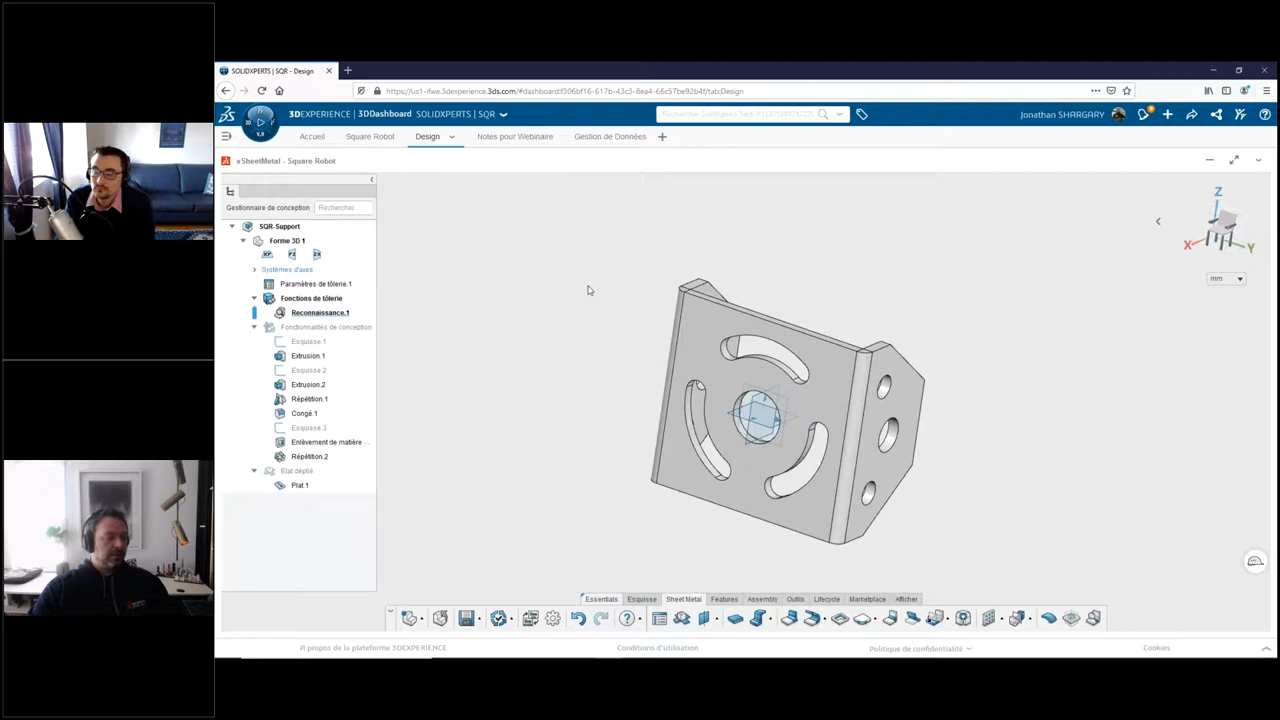 SOLIDXPERTS | SQR - Design
https://us1-ifwe.3dexperience.3ds.com/#dashboard:f306bf16-617b-43c3-8ea4-66c57be92b4f/tab:Design
3DEXPERIENCE | 3DDashboard SOLIDXPERTS | SQR
Jonathan SHARGARY
V.R
Accueil
Square Robot
Design
Notes pour Webinaire
Gestion de Données
xSheetMetal - Square Robot
Gestionnaire de conception
Rechercher...
SQR-Support
Forme 3D 1
Systèmes d'axes
Paramètres de tôlerie.1
Fonctions de tôlerie
Reconnaissance.1
Fonctionnalités de conception
Esquisse.1
Extrusion.1
Esquisse.2
Extrusion.2
Répétition.1
Congé.1
Esquisse.3
Enlèvement de matière ...
Répétition.2
Etat déplié
Plat.1
Z
X
Y
mm
Essentials
Esquisse
Sheet Metal
Features
Assembly
Outils
Lifecycle
Marketplace
Afficher
A propos de la plateforme 3DEXPERIENCE
Conditions d'utilisation
Politique de confidentialité
Cookies